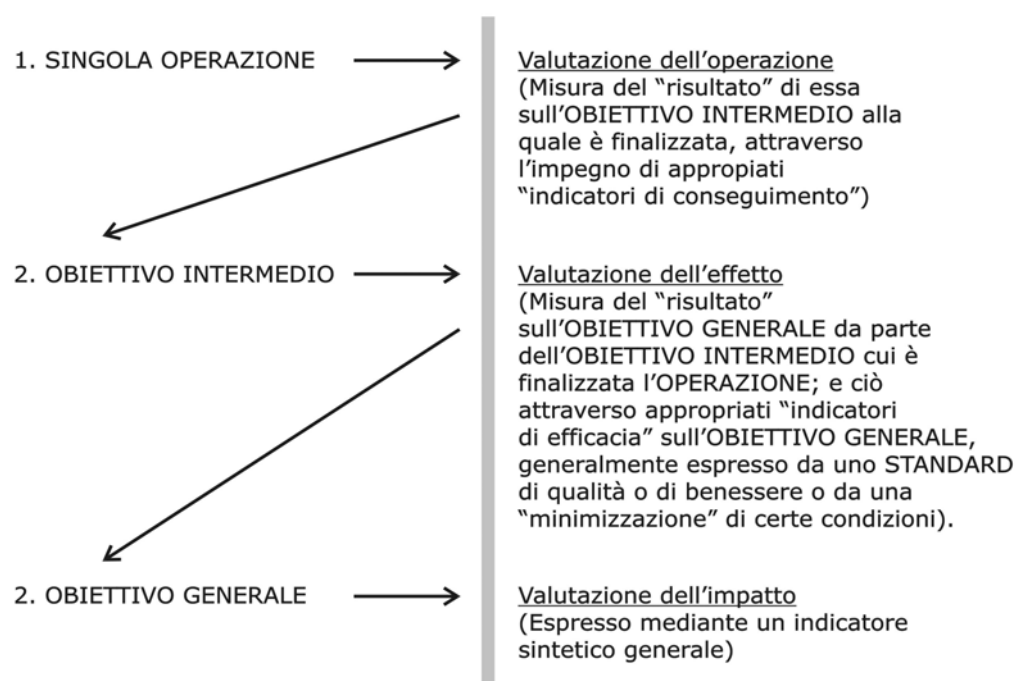 1. SINGOLA OPERAZIONE
Valutazione dell’operazione
(Misura del “risultato” di essa
sull’OBIETTIVO INTERMEDIO alla
quale è finalizzata, attraverso
l’impegno di appropiati
“indicatori di conseguimento”)
2. OBIETTIVO INTERMEDIO
Valutazione dell’effetto
(Misura del “risultato”
sull’OBIETTIVO GENERALE da parte
dell’OBIETTIVO INTERMEDIO cui è
finalizzata l’OPERAZIONE; e ciò
attraverso appropriati “indicatori
di efficacia” sull’OBIETTIVO GENERALE,
generalmente espresso da uno STANDARD
di qualità o di benessere o da una
“minimizzazione” di certe condizioni).
2. OBIETTIVO GENERALE
Valutazione dell’impatto
(Espresso mediante un indicatore
sintetico generale)